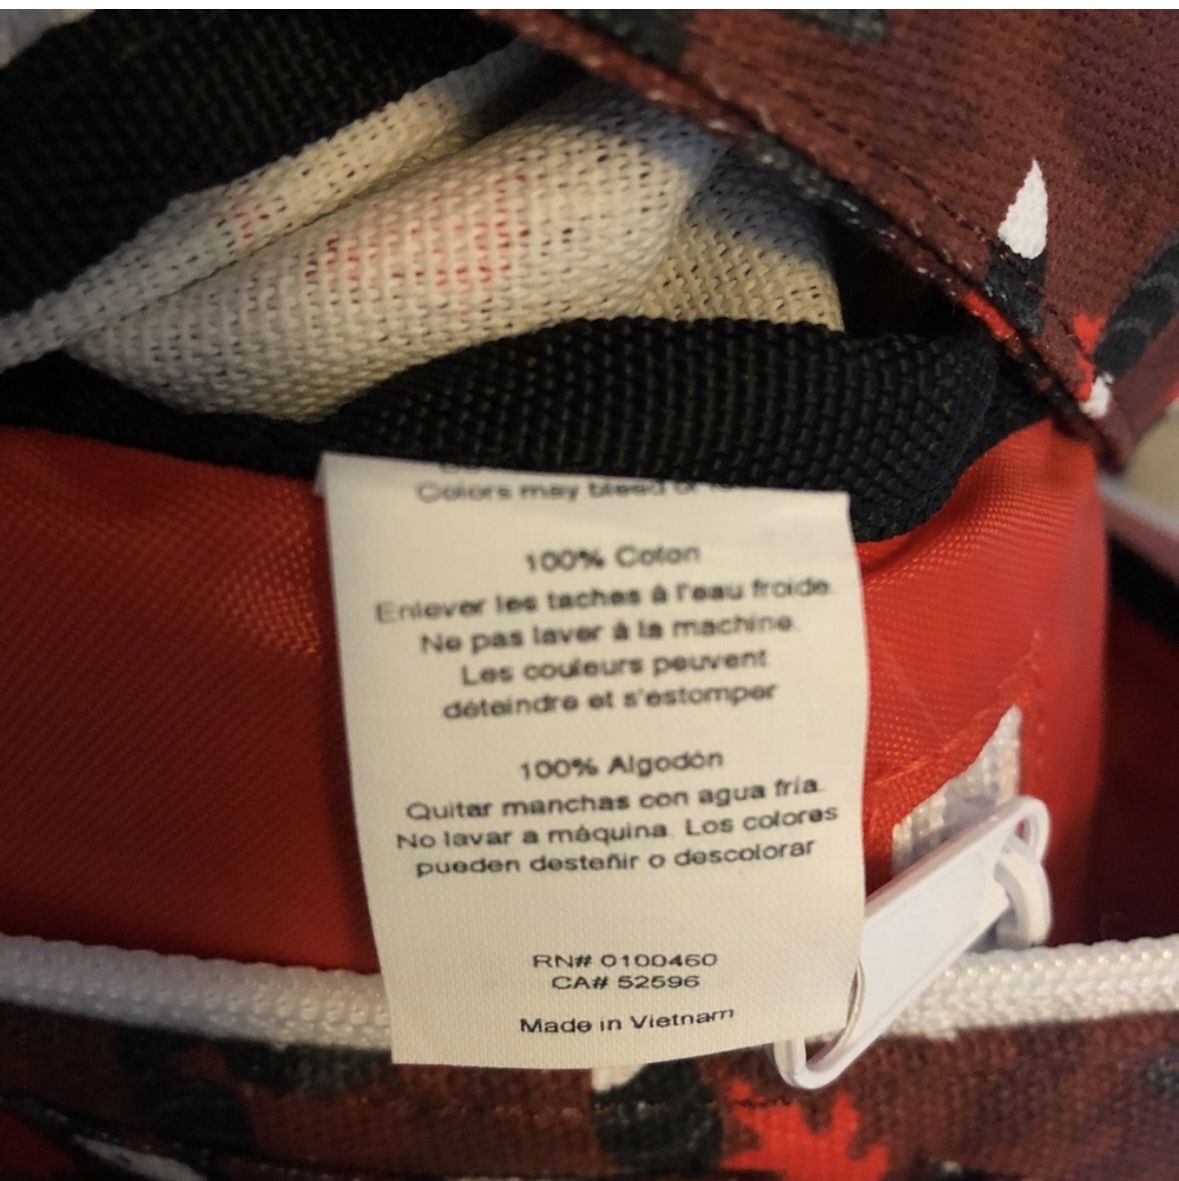 Colors may bleed or
100% Coton
Enlever les taches à l'eau froide.
Ne pas laver à la machine.
Les couleurs peuvent
déteindre et s'estomper
100% Algodón
Quitar manchas con agua fría.
No lavar a máquina. Los colores
pueden desteñir o descolorar
RN# 0100460
CA# 52596
Made in Vietnam